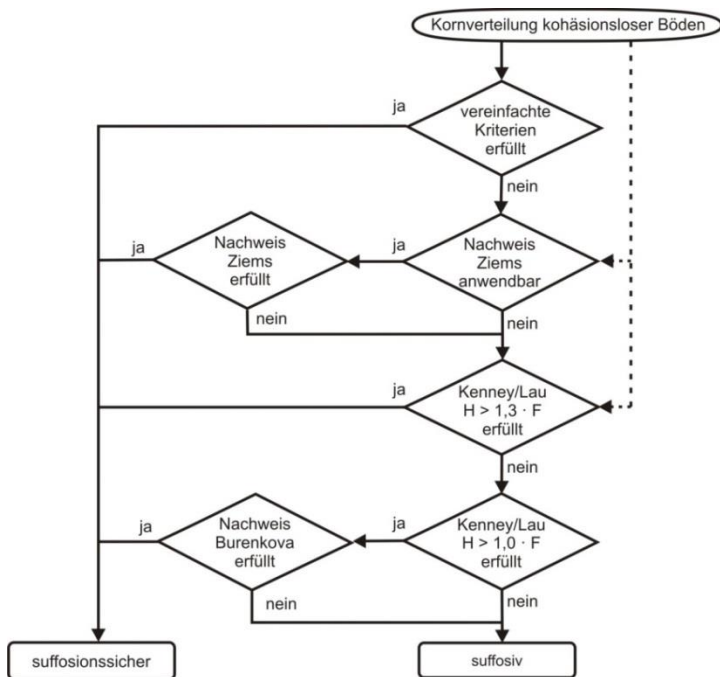 Kornverteilung kohäsionsloser Böden
ja
vereinfachte
Kriterien
erfüllt
nein
ja
Nachweis
Ziems
erfüllt
ja
Nachweis
Ziems
anwendbar
nein
nein
ja
Kenney/Lau
H > 1,3 · F
erfüllt
nein
ja
Nachweis
Burenkova
erfüllt
ja
Kenney/Lau
H > 1,0 · F
erfüllt
nein
nein
suffosionssicher
suffosiv